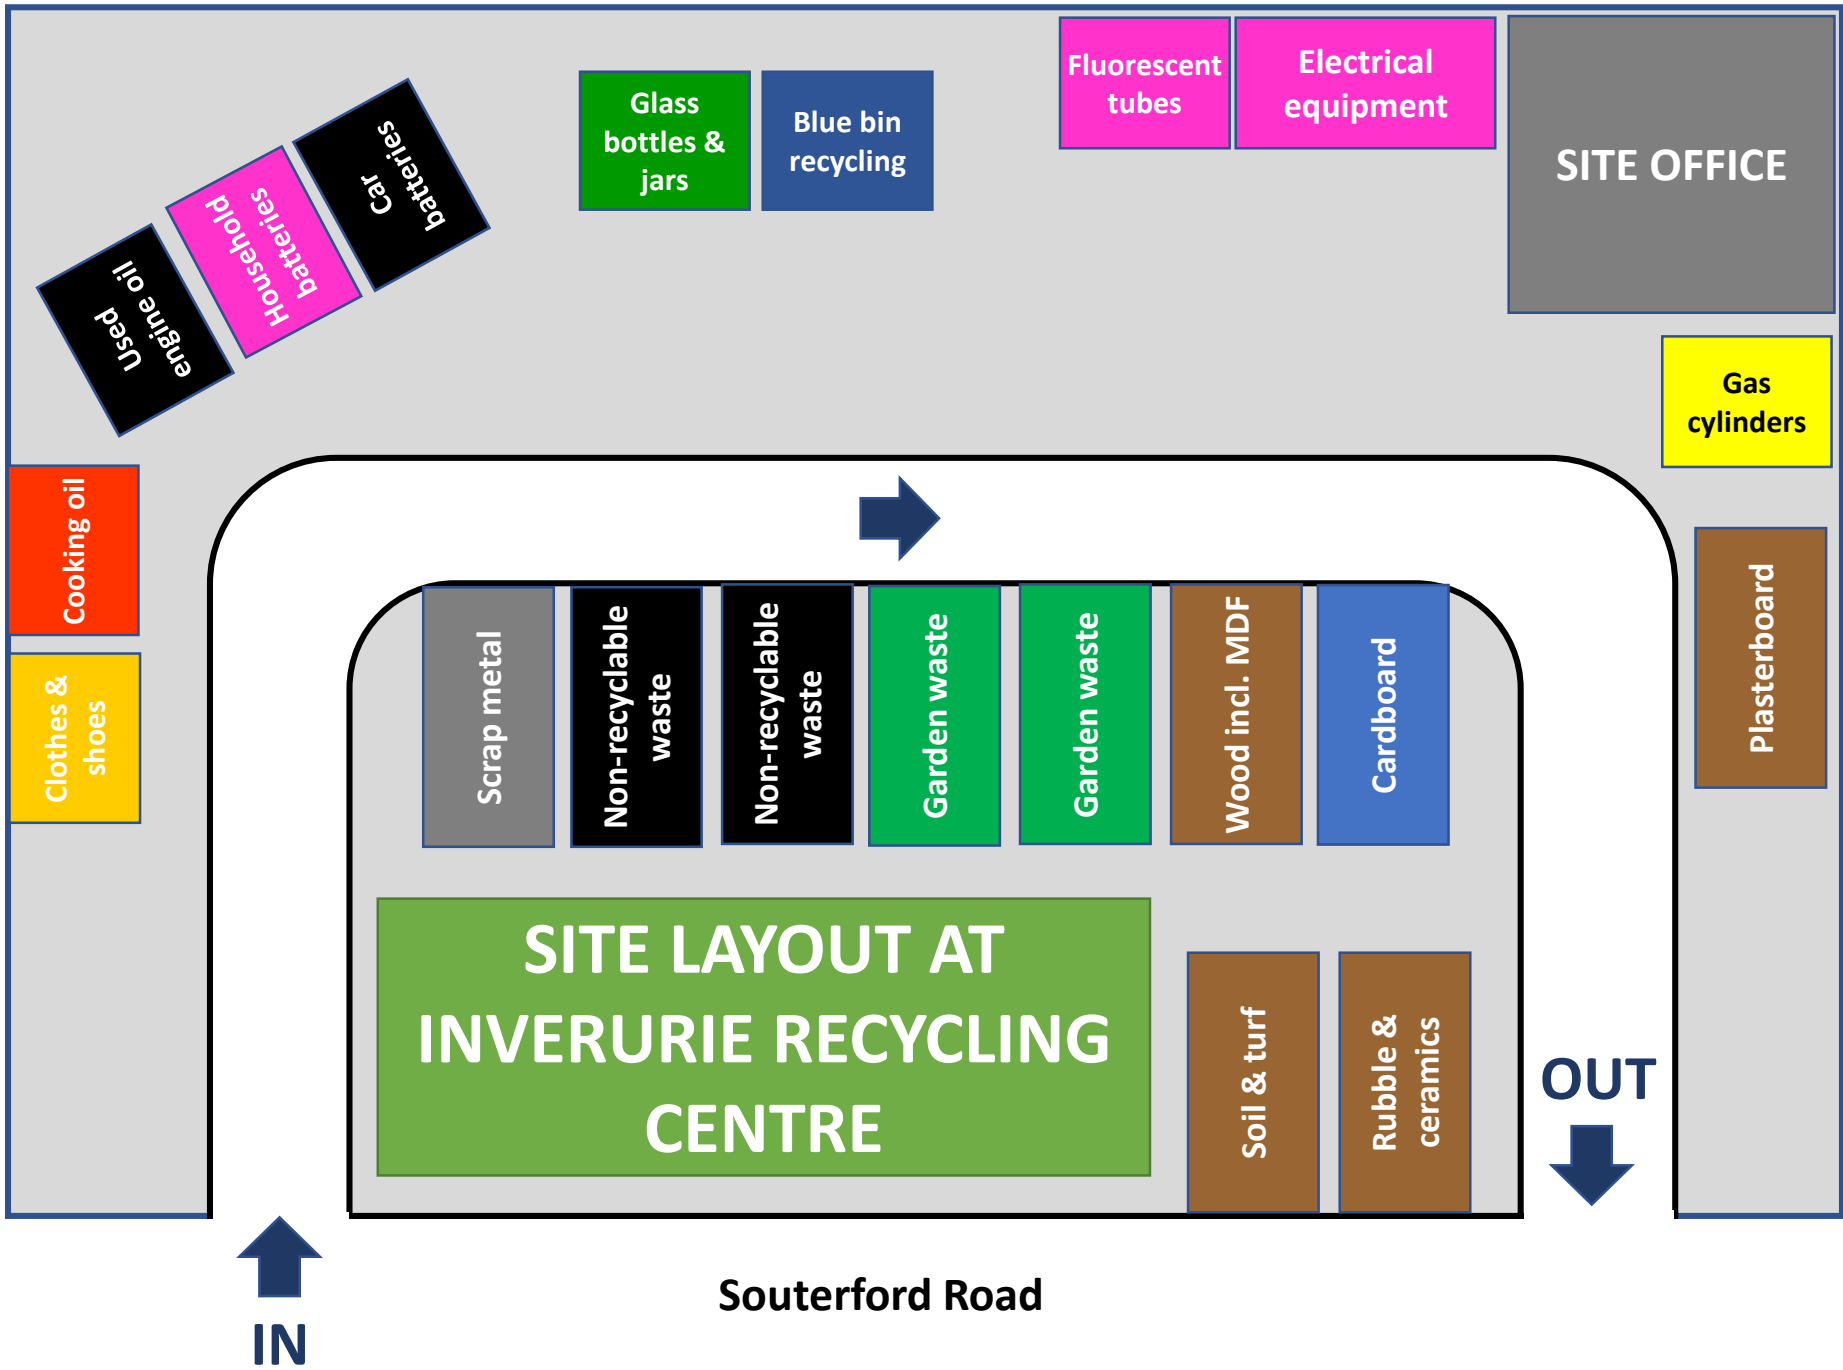 Fluorescent
tubes
Electrical
equipment
SITE OFFICE
Glass
bottles &
jars
Blue bin
recycling
Car
batteries
Household
batteries
Used
engine oil
Gas
cylinders
Cooking oil
Clothes &
shoes
Scrap metal
Non-recyclable
waste
Non-recyclable
waste
Garden waste
Garden waste
Wood incl. MDF
Cardboard
Plasterboard
SITE LAYOUT AT
INVERURIE RECYCLING
CENTRE
Soil & turf
Rubble &
ceramics
OUT
IN
Souterford Road